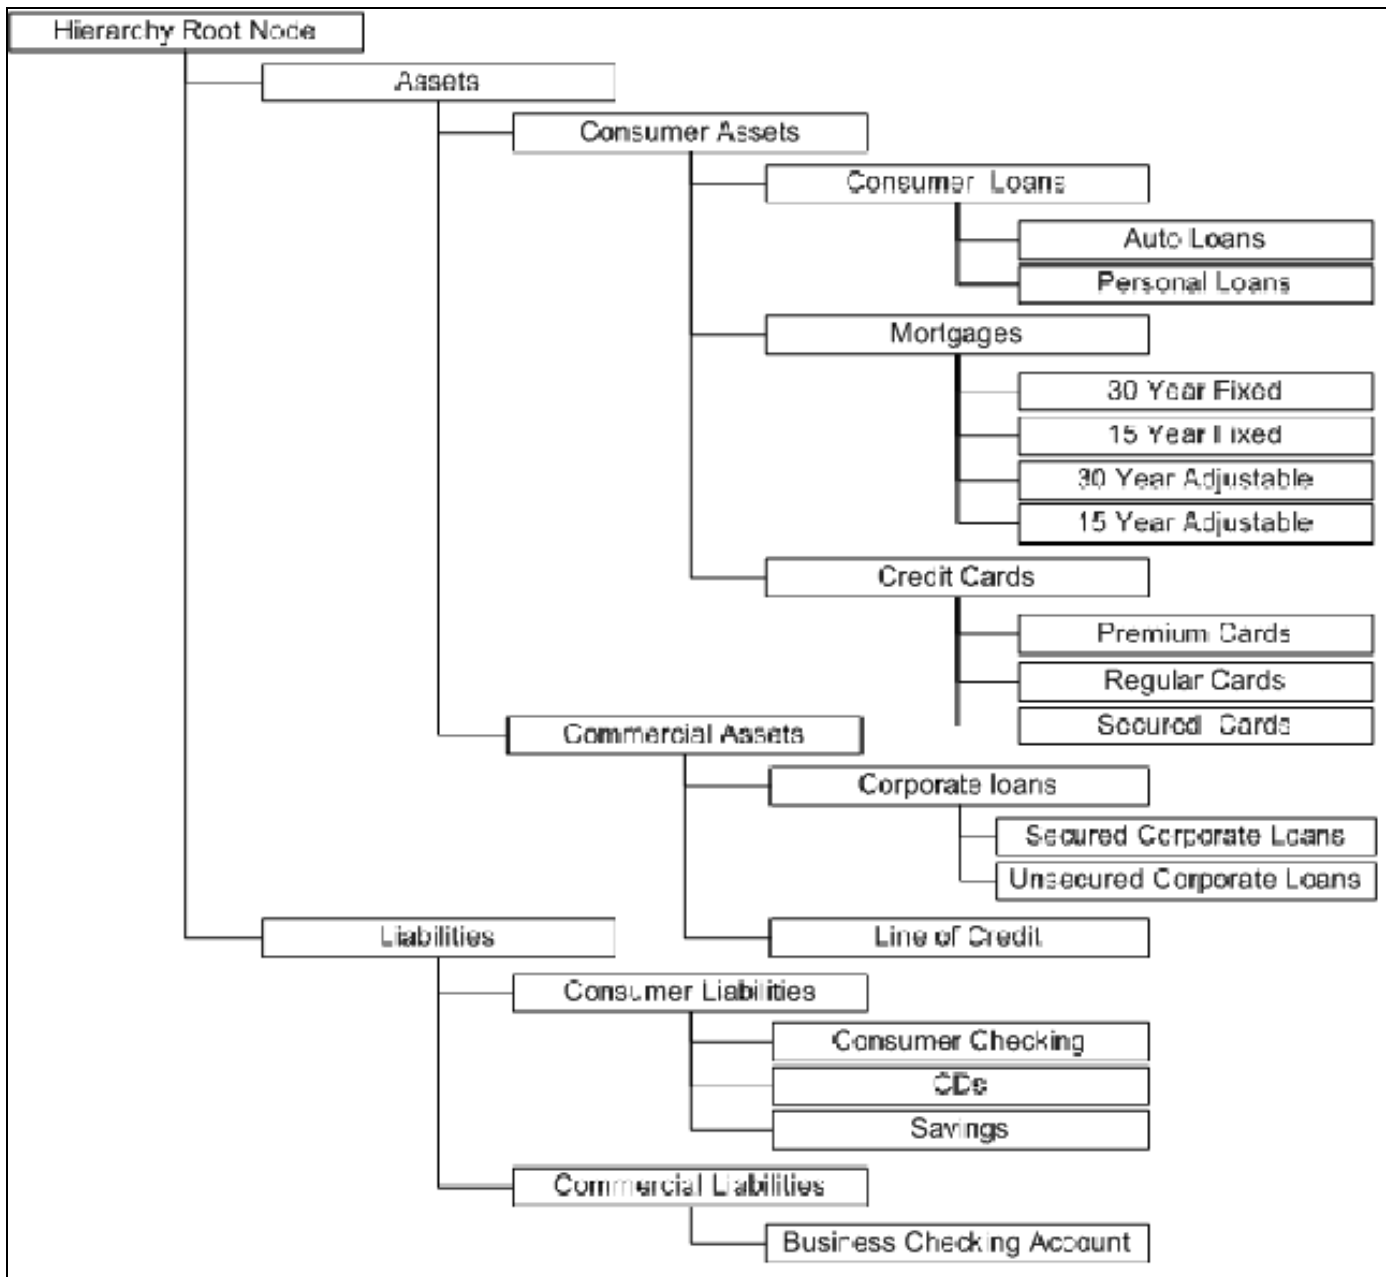 Hierarchy Root Node
Assets
Consumer Assets
Consumer Loans
Auto Loans
Personal Loans
Mortgages
30 Year Fixed
15 Year Fixed
30 Year Adjustable
15 Year Adjustable
Credit Cards
Premium Cards
Regular Cards
Secured Cards
Commercial Assets
Corporate loans
Secured Corporate Loans
Unsecured Corporate Loans
Liabilities
Line of Credit
Consumer Liabilities
Consumer Checking
CDs
Savings
Commercial Liabilities
Business Checking Account